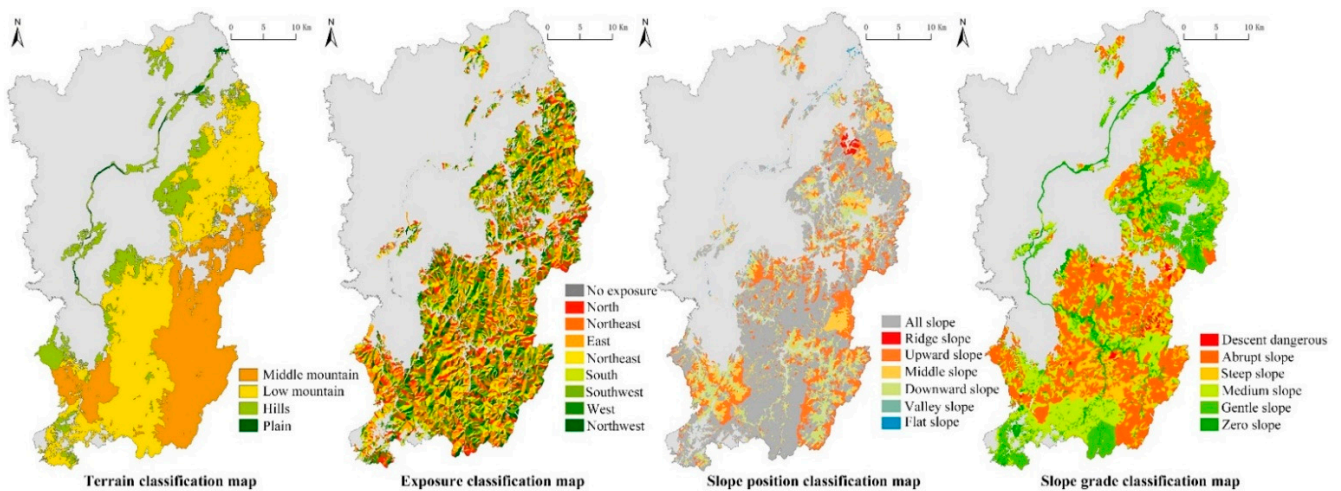 N
0 5 10 Km
N
0 5 10 Km
N
0 5 10 Km
N
0 5 10 Km
Middle mountain
Low mountain
Hills
Plain
Terrain classification map
No exposure
North
Northeast
East
Northeast
South
Southwest
West
Northwest
Exposure classification map
All slope
Ridge slope
Upward slope
Middle slope
Downward slope
Valley slope
Flat slope
Slope position classification map
Descent dangerous
Abrupt slope
Steep slope
Medium slope
Gentle slope
Zero slope
Slope grade classification map